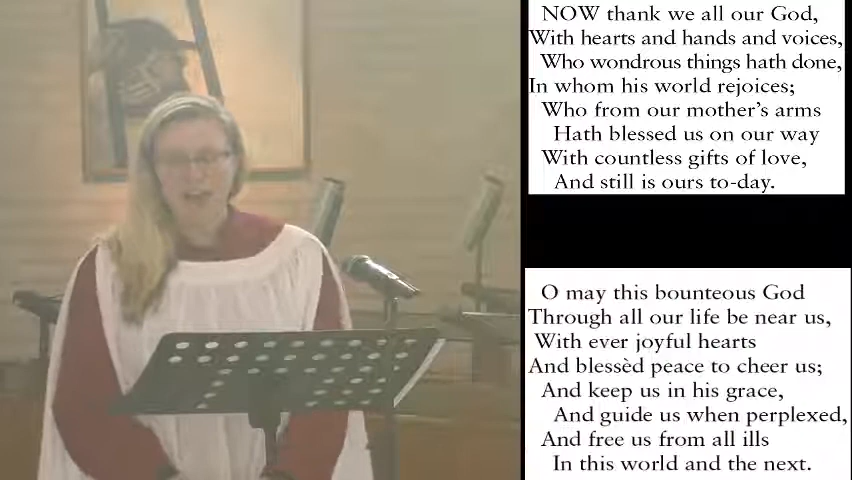 NOW thank we all our God,
With hearts and hands and voices,
Who wondrous things hath done,
In whom his world rejoices;
Who from our mother's arms
Hath blessed us on our way
With countless gifts of love,
And still is ours to-day.
O may this bounteous God
Through all our life be near us,
With ever joyful hearts
And blessèd peace to cheer us;
And keep us in his grace,
And guide us when perplexed,
And free us from all ills
In this world and the next.